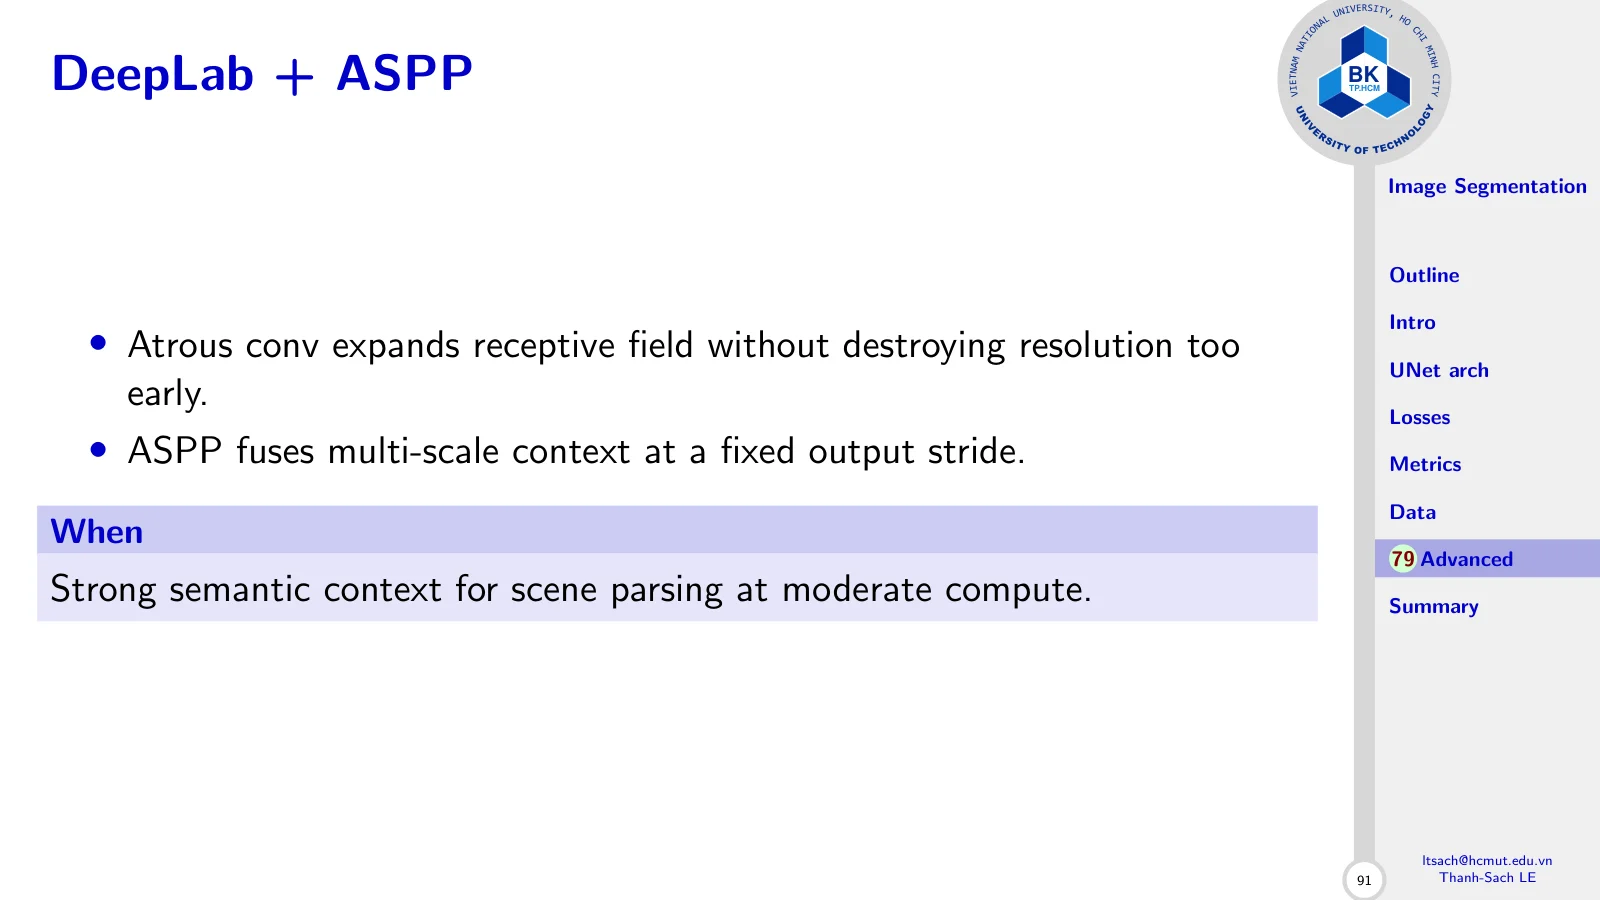 DeepLab + ASPP
VIETNAM NATIONAL UNIVERSITY, HO CHI MINH CITY
BK
TP.HCM
UNIVERSITY OF TECHNOLOGY
Image Segmentation
• Atrous conv expands receptive field without destroying resolution too
early.
• ASPP fuses multi-scale context at a fixed output stride.
When
Strong semantic context for scene parsing at moderate compute.
Outline
Intro
UNet arch
Losses
Metrics
Data
79 Advanced
Summary
ltsach@hcmut.edu.vn
Thanh-Sach LE
91